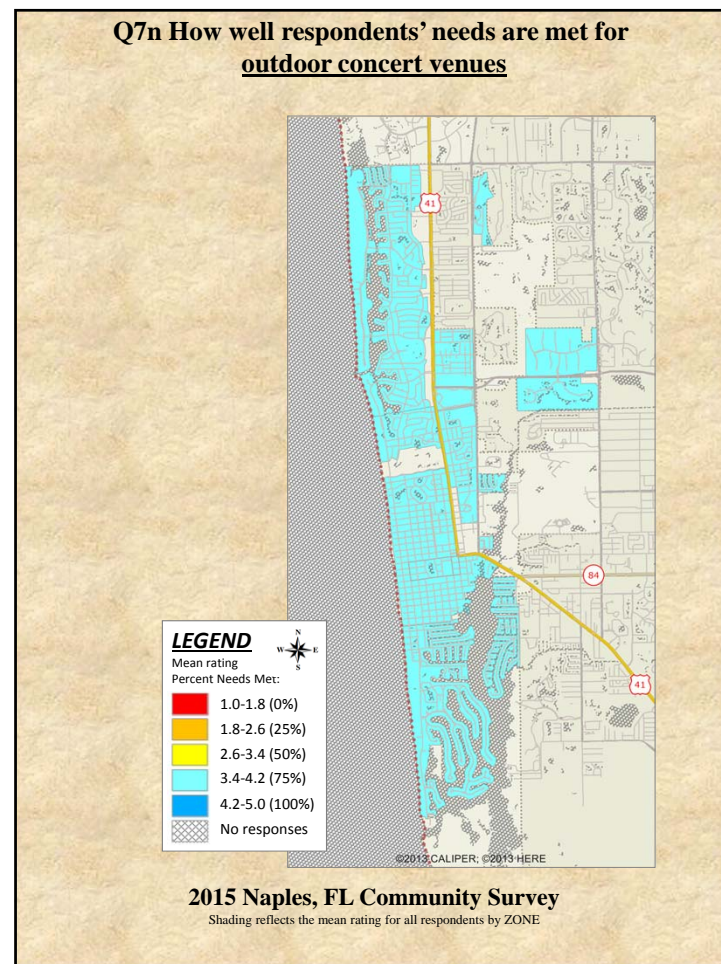 Q7n How well respondents’ needs are met for
outdoor concert venues
41
84
41
LEGEND
N
W E
S
Mean rating
Percent Needs Met:
1.0-1.8 (0%)
1.8-2.6 (25%)
2.6-3.4 (50%)
3.4-4.2 (75%)
4.2-5.0 (100%)
No responses
©2013 CALIPER; ©2013 HERE
2015 Naples, FL Community Survey
Shading reflects the mean rating for all respondents by ZONE